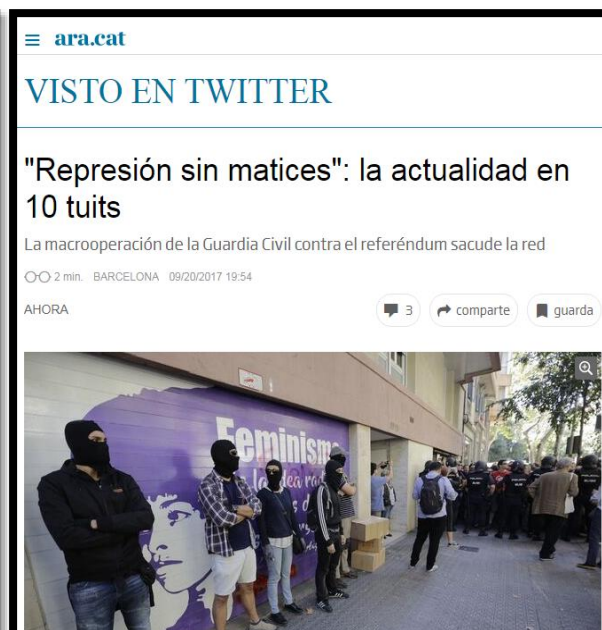 ara.cat
VISTO EN TWITTER
"Represión sin matices": la actualidad en
10 tuits
La macrooperación de la Guardia Civil contra el referéndum sacude la red
2 min. BARCELONA 09/20/2017 19:54
AHORA
3 comparte guarda
Feminisme
la